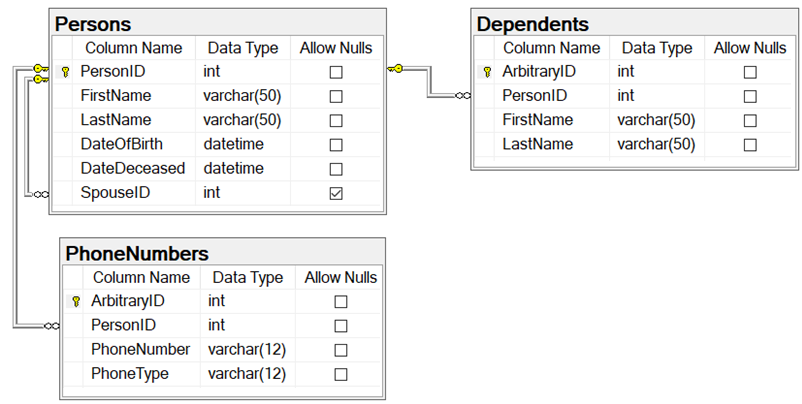 Persons
Column Name Data Type Allow Nulls
PersonID int
FirstName varchar(50)
LastName varchar(50)
DateOfBirth datetime
DateDeceased datetime
SpouseID int
Dependents
Column Name Data Type Allow Nulls
ArbitraryID int
PersonID int
FirstName varchar(50)
LastName varchar(50)
PhoneNumbers
Column Name Data Type Allow Nulls
ArbitraryID int
PersonID int
PhoneNumber varchar(12)
PhoneType varchar(12)